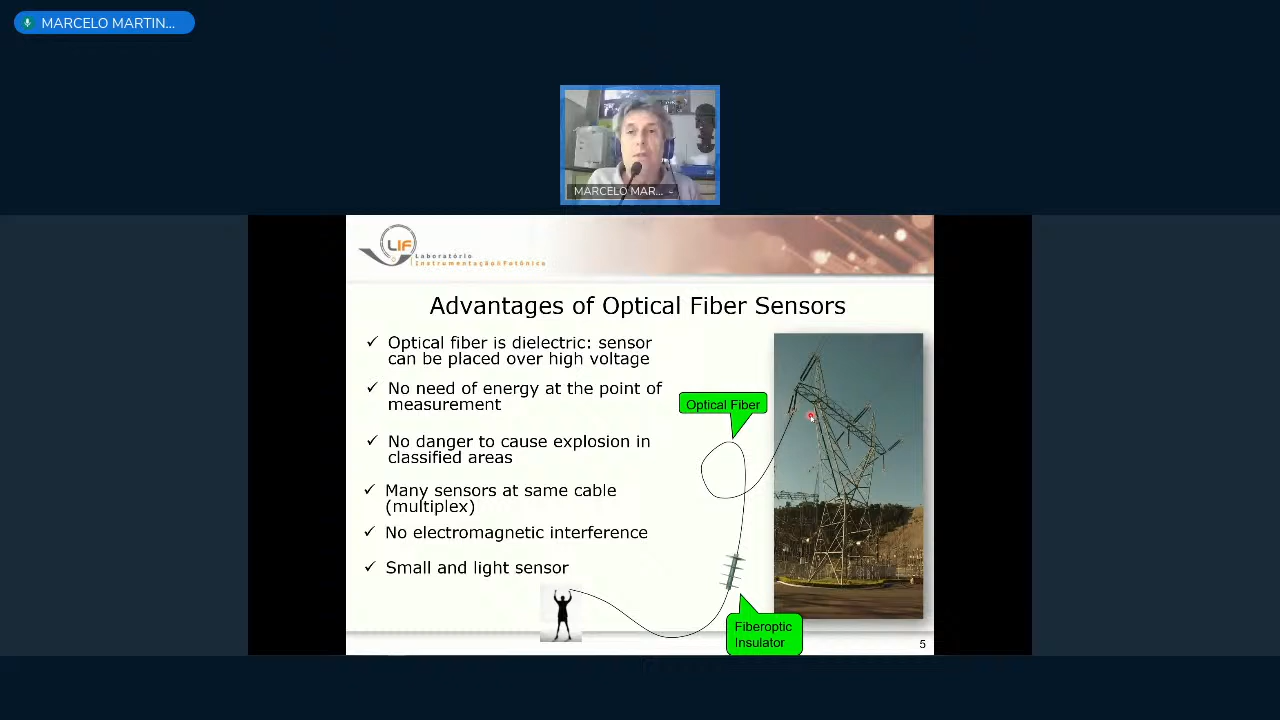 MARCELO MARTIN...
MARCELO MAR...
LIF
Laboratório
Instrumentação&Fotônica
Advantages of Optical Fiber Sensors
✓ Optical fiber is dielectric: sensor
can be placed over high voltage
✓ No need of energy at the point of
measurement
✓ No danger to cause explosion in
classified areas
✓ Many sensors at same cable
(multiplex)
✓ No electromagnetic interference
✓ Small and light sensor
Optical Fiber
Fiberoptic
Insulator
5